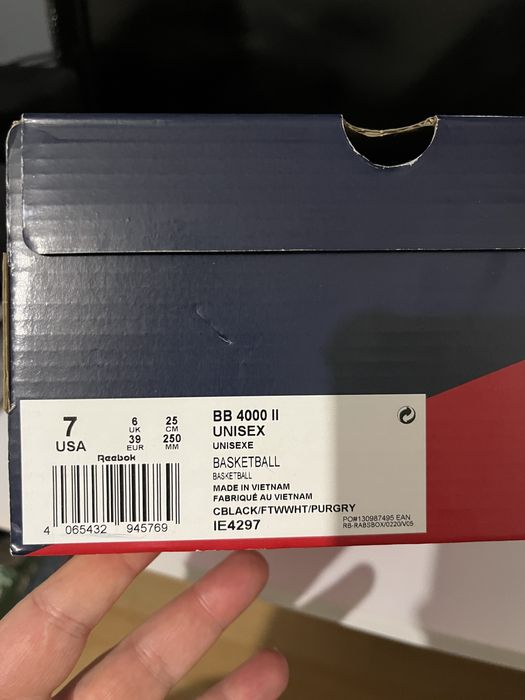 7
USA
6
UK
39
EUR
25
CM
250
MM
Reebok
4 065432 945769
BB 4000 II
UNISEX
UNISEXE
BASKETBALL
BASKETBALL
MADE IN VIETNAM
FABRIQUÉ AU VIETNAM
CBLACK/FTWWHT/PURGRY
IE4297
PO#130987495 EAN
RB-RABSBOX/0220/V05